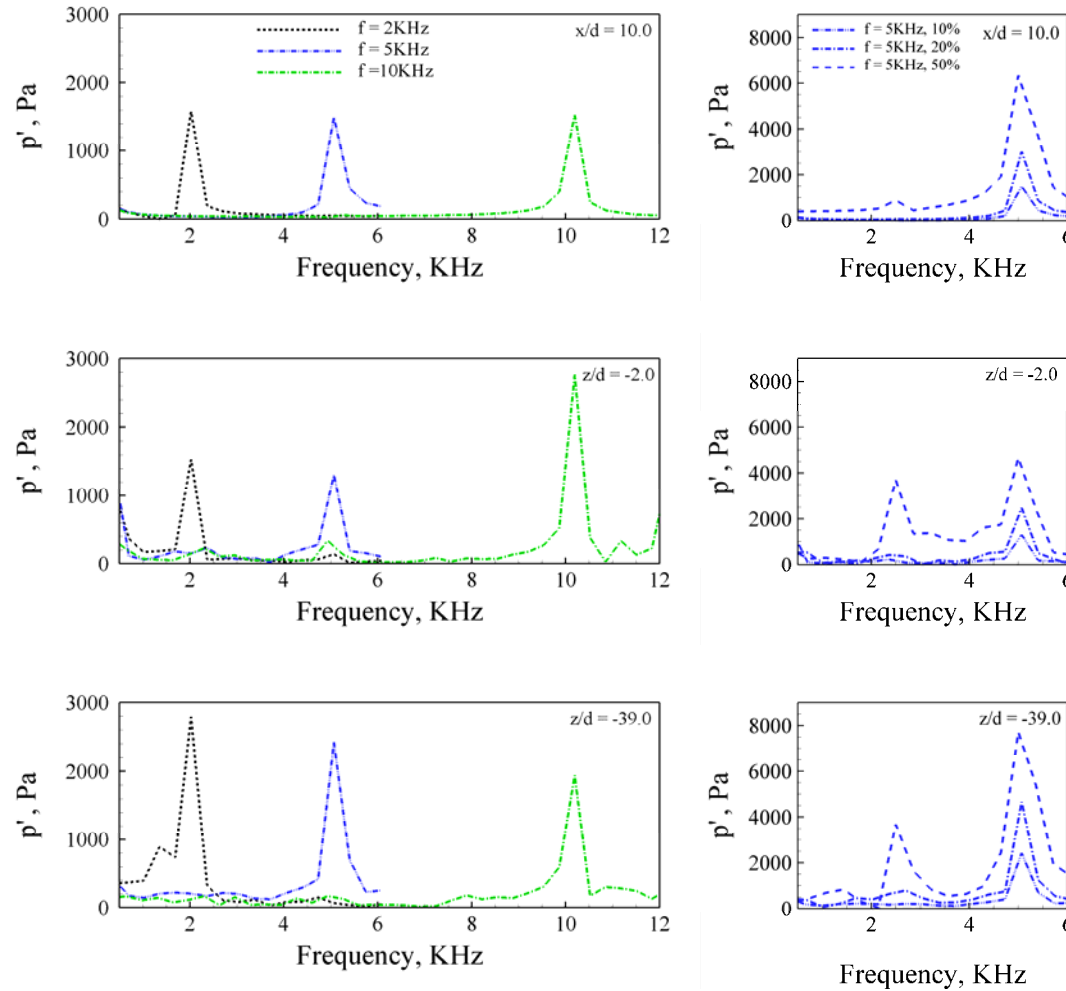 3000
2000
1000
0
p', Pa
f = 2KHz
f = 5KHz
f =10KHz
x/d = 10.0
2 4 6 8 10 12
Frequency, KHz
8000
6000
4000
2000
0
p', Pa
f = 5KHz, 10%
f = 5KHz, 20%
f = 5KHz, 50%
x/d = 10.0
2 4 6
Frequency, KHz
3000
2000
1000
0
p', Pa
z/d = -2.0
2 4 6 8 10 12
Frequency, KHz
8000
6000
4000
2000
0
p', Pa
z/d = -2.0
2 4 6
Frequency, KHz
3000
2000
1000
0
p', Pa
z/d = -39.0
2 4 6 8 10 12
Frequency, KHz
8000
6000
4000
2000
0
p', Pa
z/d = -39.0
2 4 6
Frequency, KHz